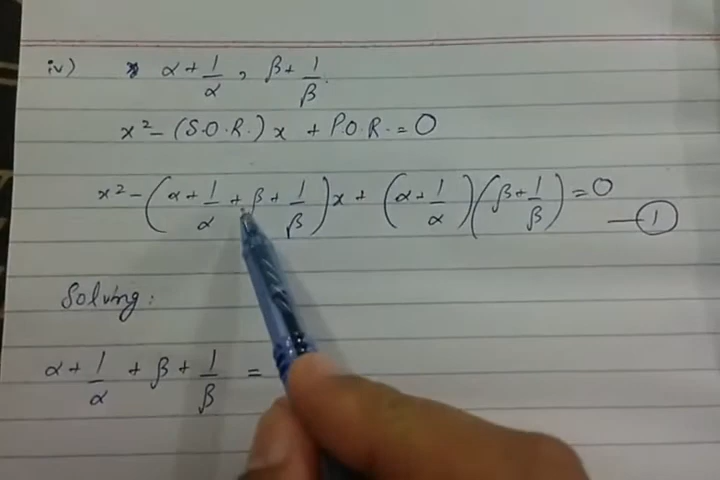 iv) α + 1/α , β + 1/β.
x² - (S.O.R.)x + P.O.R. = 0
x² - (α + 1/α + β + 1/β)x + (α + 1/α)(β + 1/β) = 0 — 1
Solving:
α + 1/α + β + 1/β =